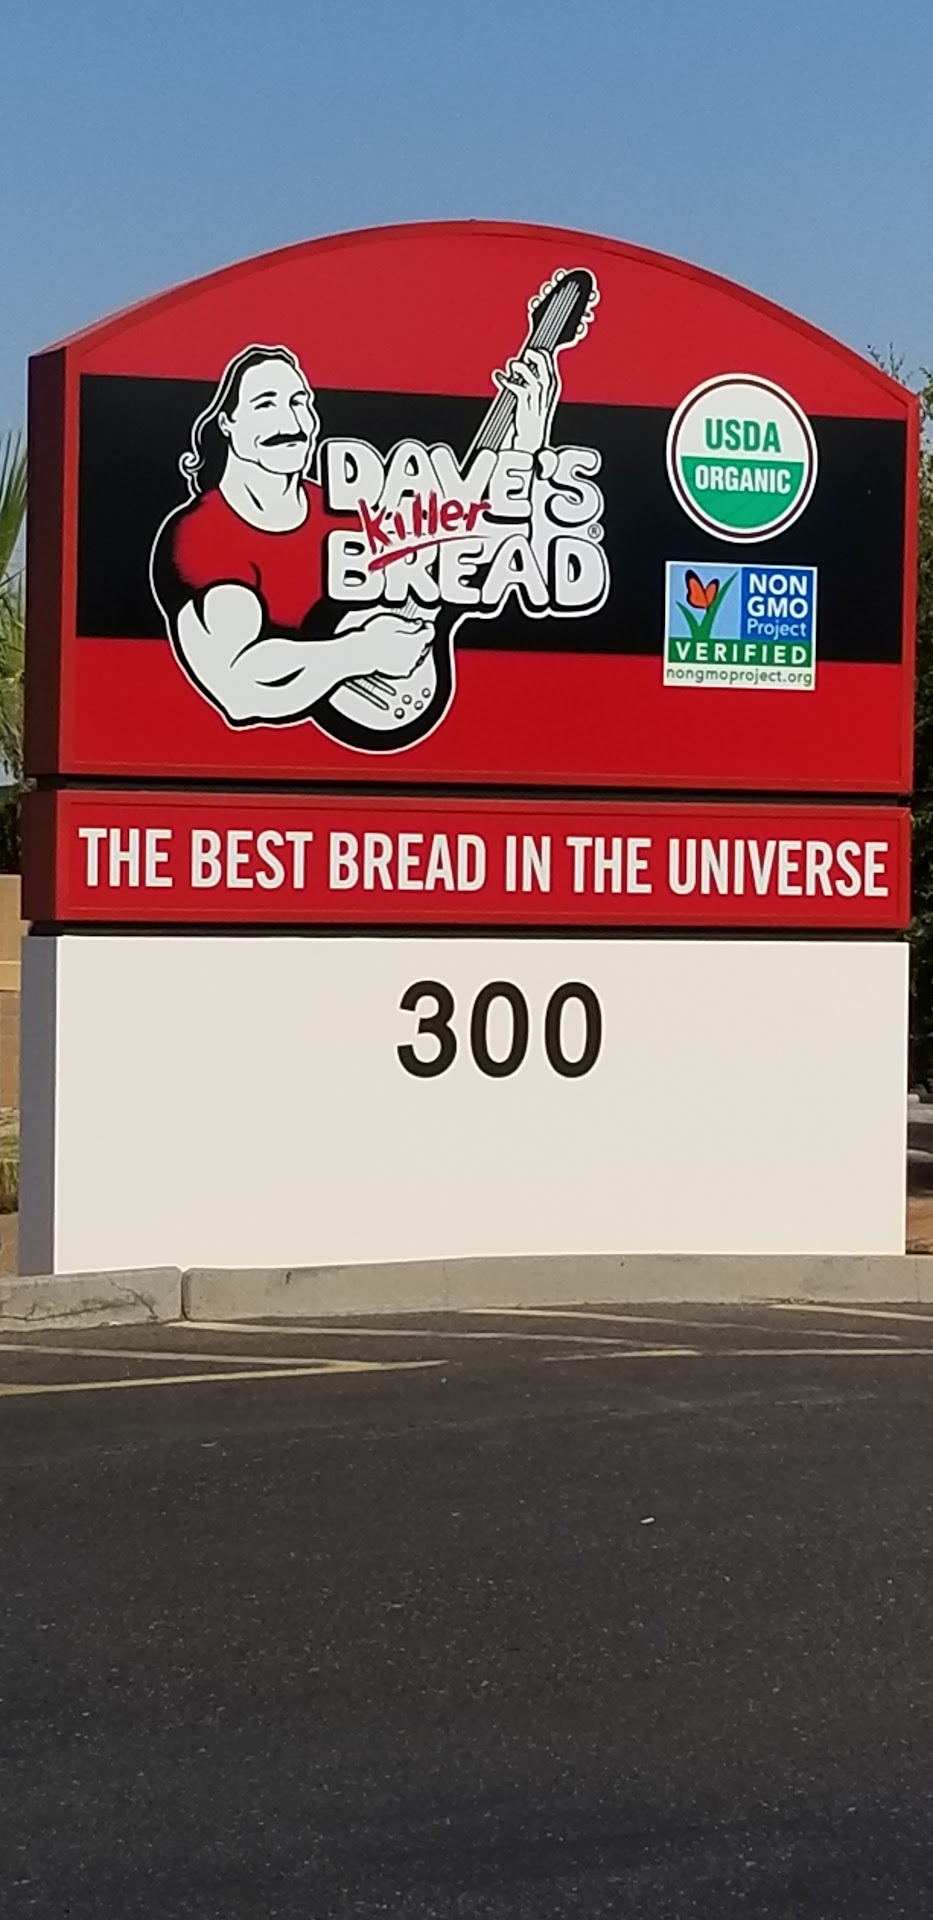 DAVE'S
killer
BREAD®
USDA
ORGANIC
NON
GMO
Project
VERIFIED
nongmoproject.org
THE BEST BREAD IN THE UNIVERSE
300